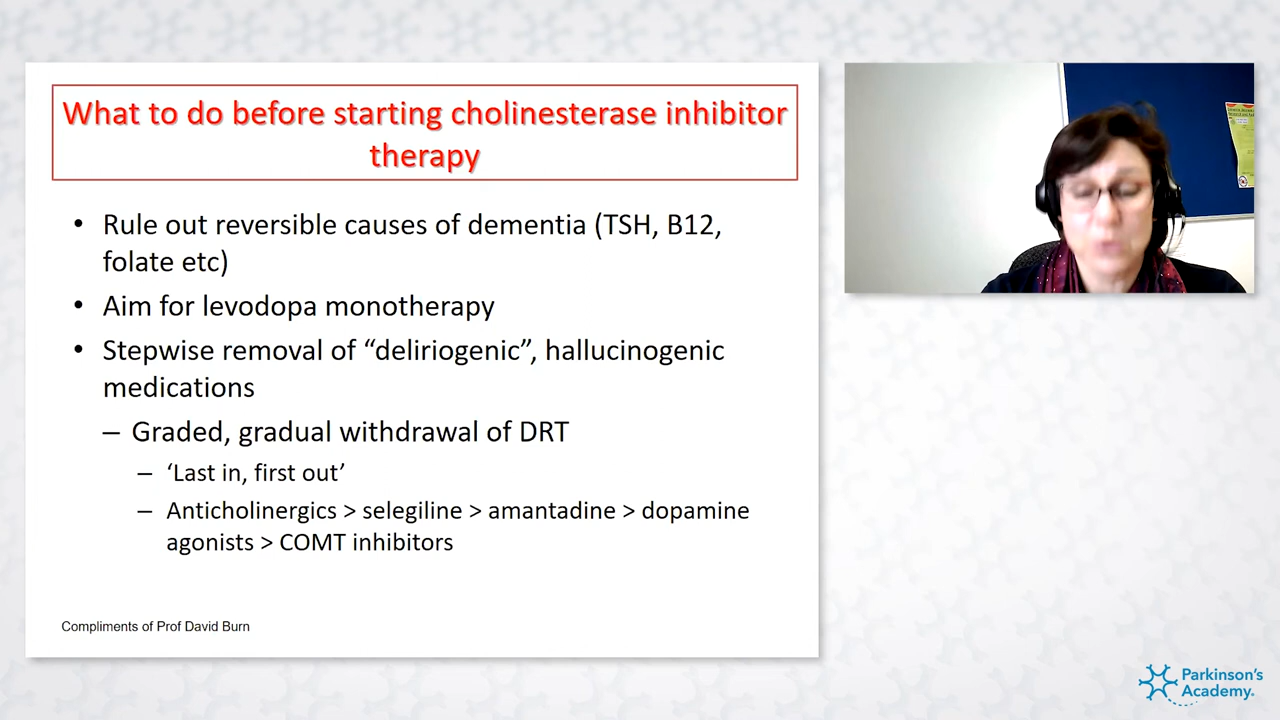 What to do before starting cholinesterase inhibitor
therapy
• Rule out reversible causes of dementia (TSH, B12,
folate etc)
• Aim for levodopa monotherapy
• Stepwise removal of “deliriogenic”, hallucinogenic
medications
– Graded, gradual withdrawal of DRT
– ‘Last in, first out’
– Anticholinergics > selegiline > amantadine > dopamine
agonists > COMT inhibitors
Compliments of Prof David Burn
Parkinson's
Academy.